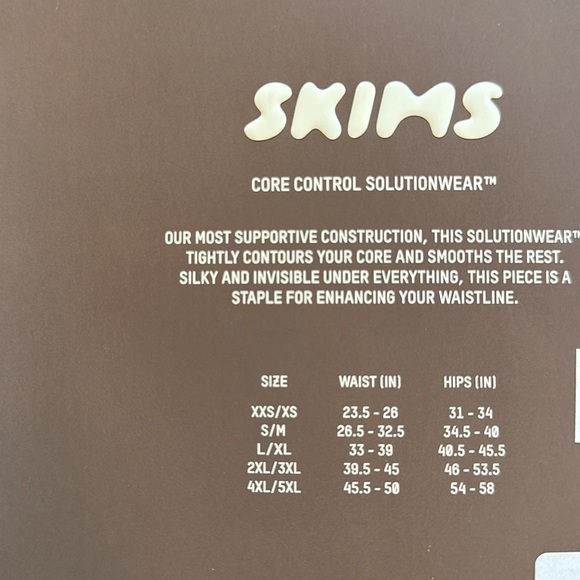 SKIMS
CORE CONTROL SOLUTIONWEAR™
OUR MOST SUPPORTIVE CONSTRUCTION, THIS SOLUTIONWEAR™
TIGHTLY CONTOURS YOUR CORE AND SMOOTHS THE REST.
SILKY AND INVISIBLE UNDER EVERYTHING, THIS PIECE IS A
STAPLE FOR ENHANCING YOUR WAISTLINE.
SIZE WAIST (IN) HIPS (IN)
XXS/XS 23.5 - 26 31 - 34
S/M 26.5 - 32.5 34.5 - 40
L/XL 33 - 39 40.5 - 45.5
2XL/3XL 39.5 - 45 46 - 53.5
4XL/5XL 45.5 - 50 54 - 58